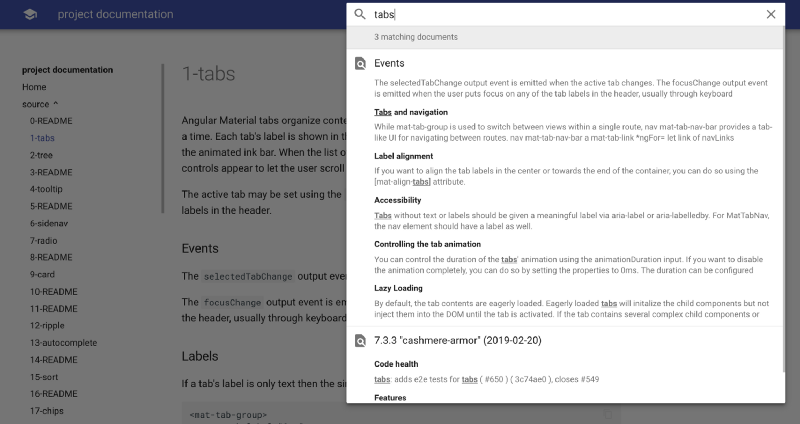 project documentation
tabs
3 matching documents
project documentation
Home
source
0-README
1-tabs
2-tree
3-README
4-tooltip
5-README
6-sidenav
7-radio
8-README
9-card
10-README
11-README
12-ripple
13-autocomplete
14-README
15-sort
16-README
17-chips
1-tabs
Angular Material tabs organize conte
a time. Each tab's label is shown in t
the animated ink bar. When the list o
controls appear to let the user scroll
The active tab may be set using the
labels in the header.
Events
The selectedTabChange output eve
The focusChange output event is en
the header, usually through keyboard
Labels
If a tab's label is only text then the sin
<mat-tab-group>
Events
The selectedTabChange output event is emitted when the active tab changes. The focusChange output event
is emitted when the user puts focus on any of the tab labels in the header, usually through keyboard
Tabs and navigation
While mat-tab-group is used to switch between views within a single route, nav mat-tab-nav-bar provides a tab-
like UI for navigating between routes. nav mat-tab-nav-bar a mat-tab-link *ngFor= let link of navLinks
Label alignment
If you want to align the tab labels in the center or towards the end of the container, you can do so using the
[mat-align-tabs] attribute.
Accessibility
Tabs without text or labels should be given a meaningful label via aria-label or aria-labelledby. For MatTabNav,
the nav element should have a label as well.
Controlling the tab animation
You can control the duration of the tabs' animation using the animationDuration input. If you want to disable
the animation completely, you can do so by setting the properties to 0ms. The duration can be configured
Lazy Loading
By default, the tab contents are eagerly loaded. Eagerly loaded tabs will initalize the child components but not
inject them into the DOM until the tab is activated. If the tab contains several complex child components or
7.3.3 "cashmere-armor" (2019-02-20)
Code health
tabs: adds e2e tests for tabs ( #650 ) ( 3c74ae0 ), closes #549
Features